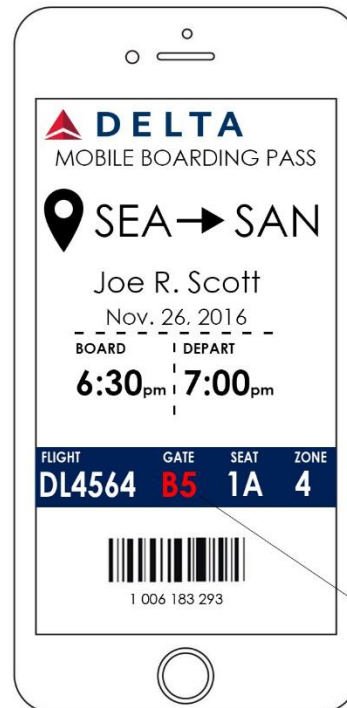 DELTA
MOBILE BOARDING PASS
SEA → SAN
Joe R. Scott
Nov. 26, 2016
BOARD DEPART
6:30pm 7:00pm
FLIGHT GATE SEAT ZONE
DL4564 B5 1A 4
1 006 183 293